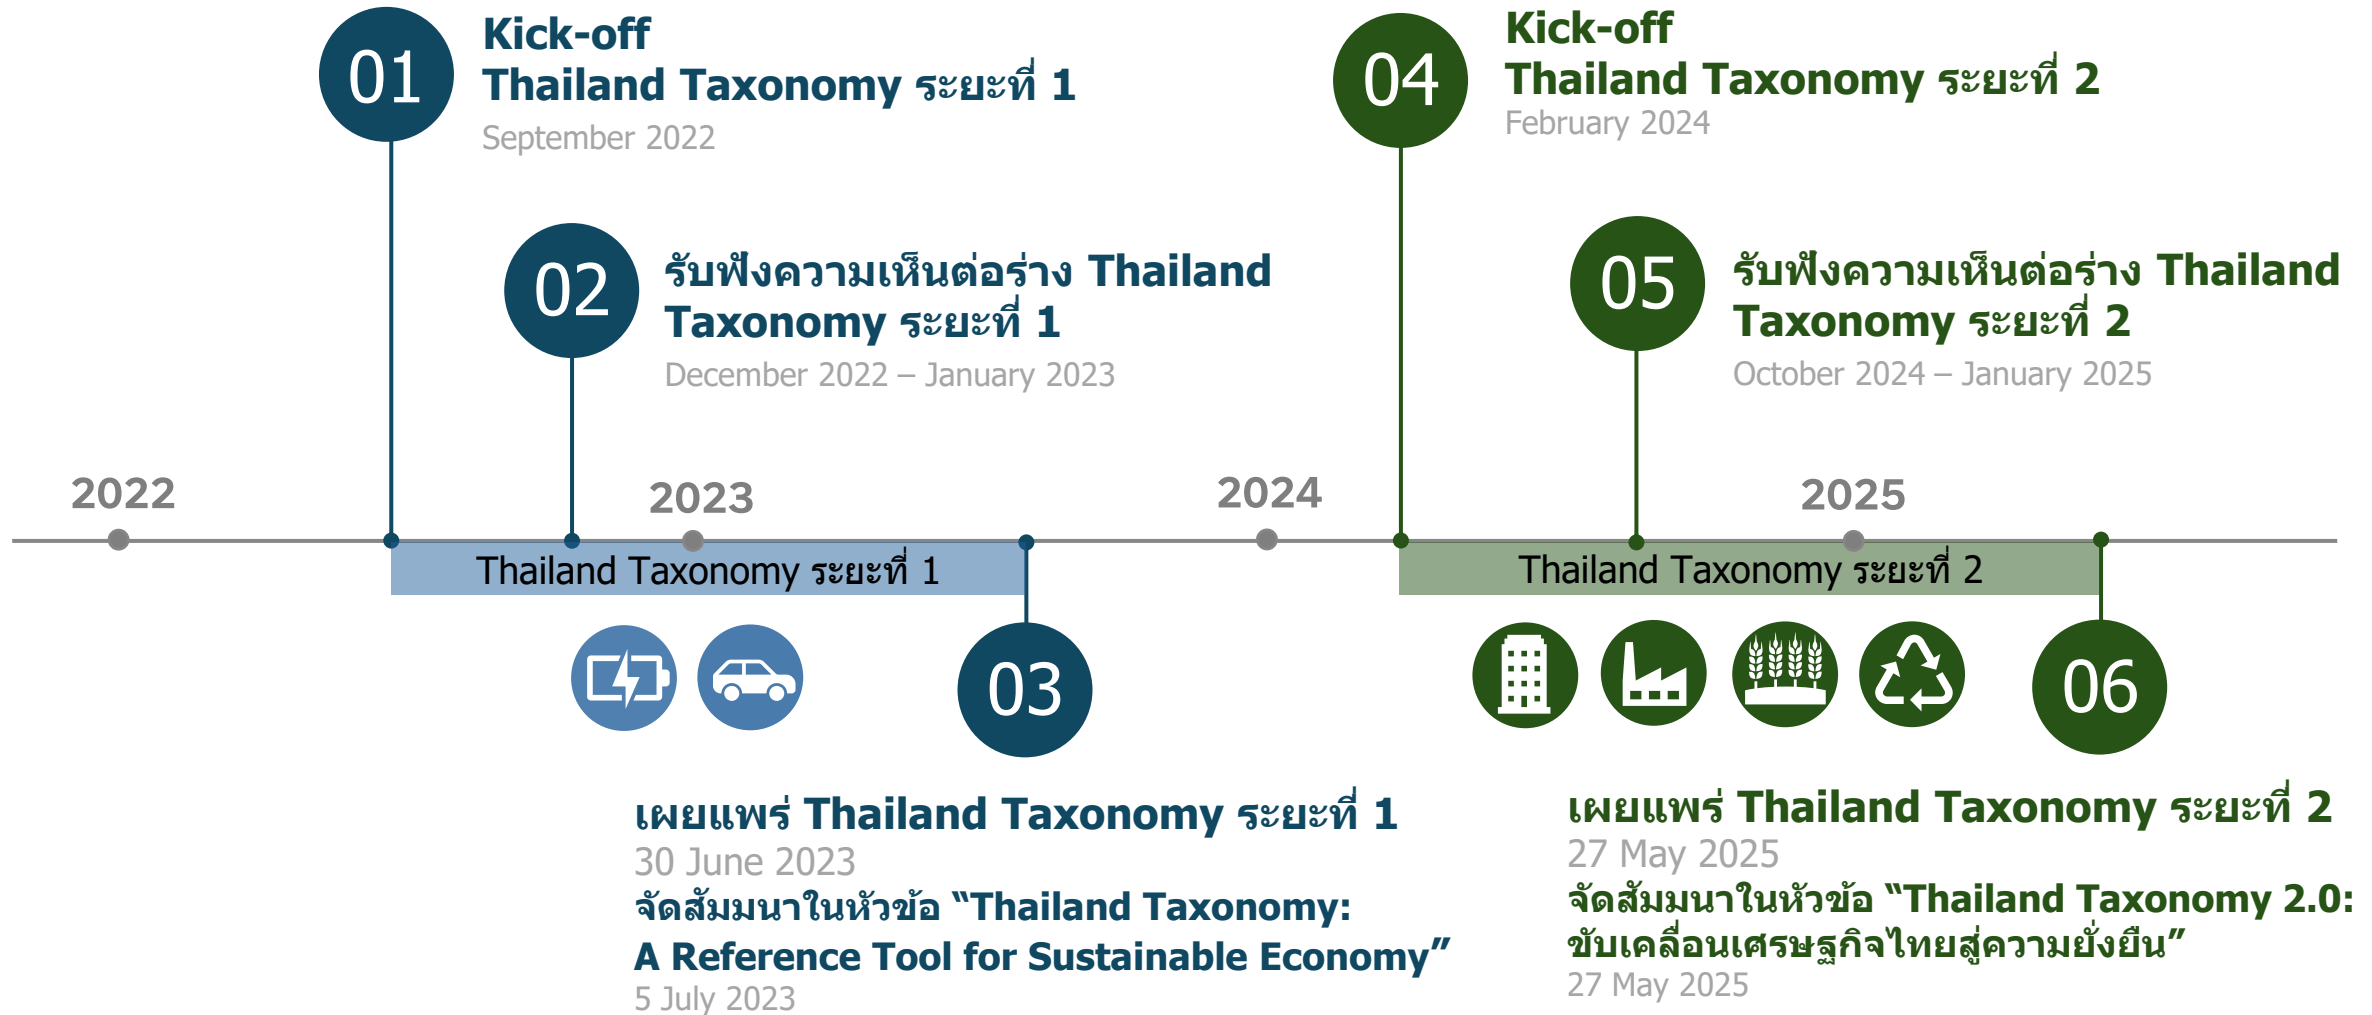 01
Kick-off
Thailand Taxonomy ระยะที่ 1
September 2022
02
รับฟังความเห็นต่อร่าง Thailand
Taxonomy ระยะที่ 1
December 2022 – January 2023
04
Kick-off
Thailand Taxonomy ระยะที่ 2
February 2024
05
รับฟังความเห็นต่อร่าง Thailand
Taxonomy ระยะที่ 2
October 2024 – January 2025
2022
2023
2024
2025
Thailand Taxonomy ระยะที่ 1
Thailand Taxonomy ระยะที่ 2
03
เผยแพร่ Thailand Taxonomy ระยะที่ 1
30 June 2023
จัดสัมมนาในหัวข้อ “Thailand Taxonomy:
A Reference Tool for Sustainable Economy”
5 July 2023
06
เผยแพร่ Thailand Taxonomy ระยะที่ 2
27 May 2025
จัดสัมมนาในหัวข้อ “Thailand Taxonomy 2.0:
ขับเคลื่อนเศรษฐกิจไทยสู่ความยั่งยืน”
27 May 2025